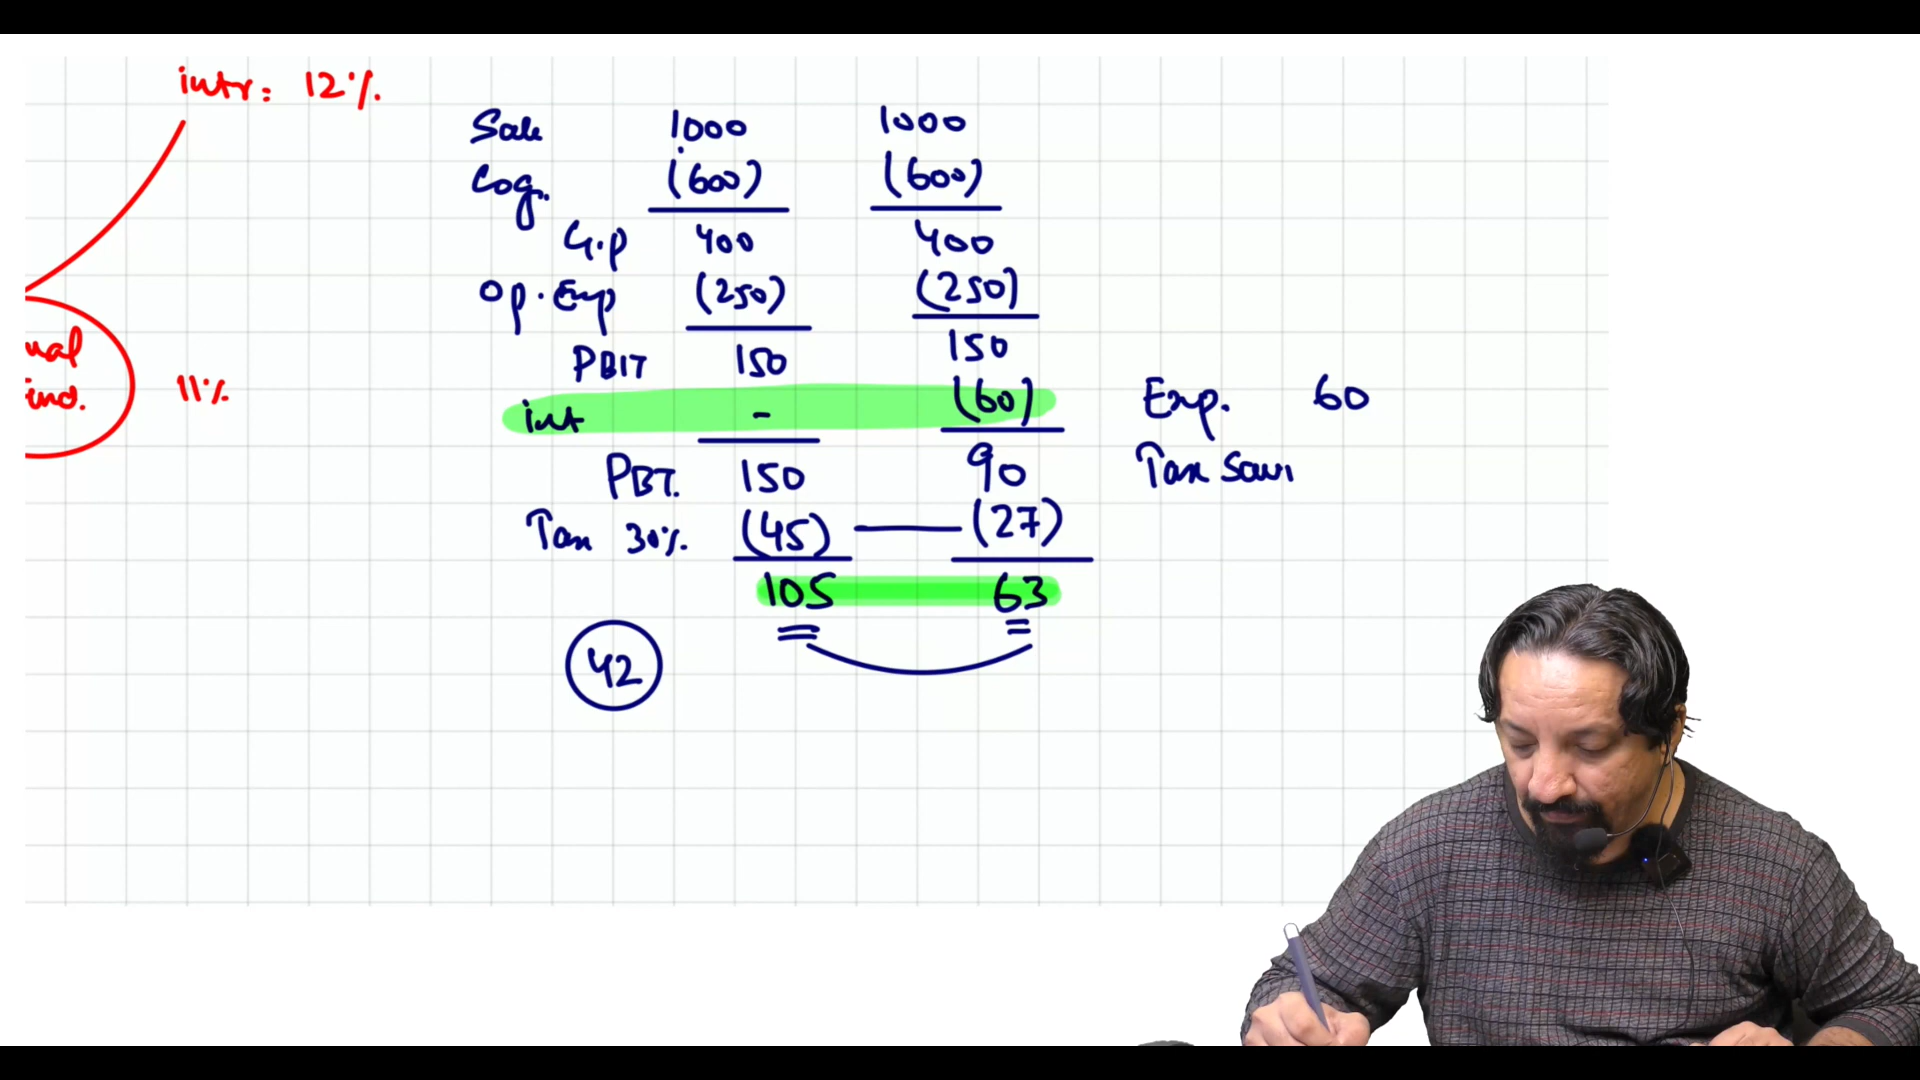 intr: 12%
ual
ind.
11%
Sale 1000 1000
Cog. (600) (600)
G.p 400 400
Op. Exp (250) (250)
PBIT 150 150
int - (60) Exp. 60
PBT. 150 90 Tax Savi
Tax 30% (45) (27)
105 63
42